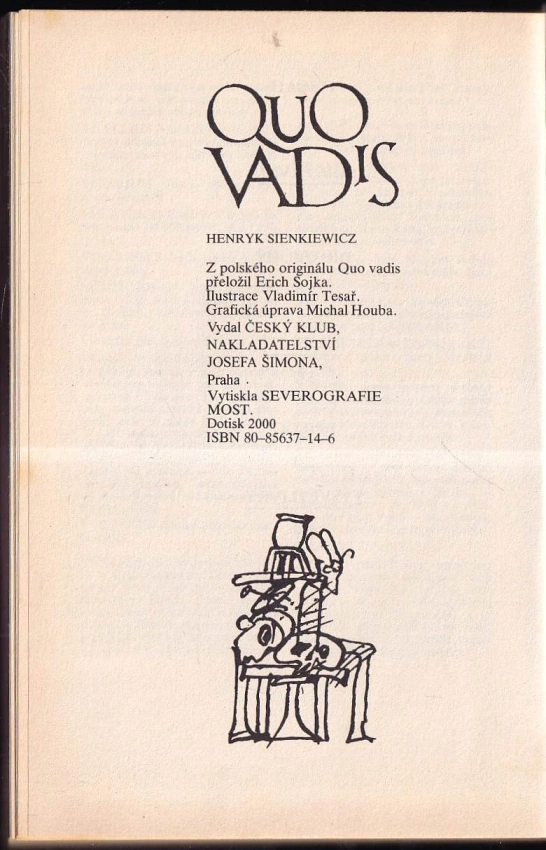 QUO
VADIS
HENRYK SIENKIEWICZ
Z polského originálu Quo vadis
přeložil Erich Sojka.
Ilustrace Vladimír Tesař.
Grafická úprava Michal Houba.
Vydal ČESKÝ KLUB,
NAKLADATELSTVÍ
JOSEFA ŠIMONA,
Praha .
Vytiskla SEVEROGRAFIE
MOST.
Dotisk 2000
ISBN 80–85637–14–6